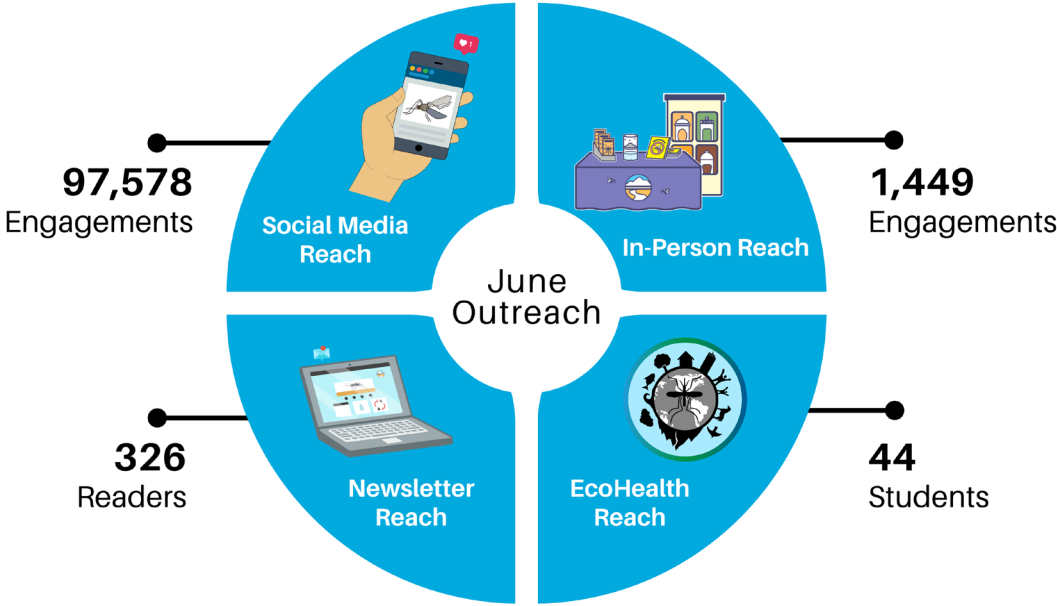 1
97,578
Engagements
Social Media
Reach
1,449
Engagements
In-Person Reach
June
Outreach
326
Readers
Newsletter
Reach
44
Students
EcoHealth
Reach